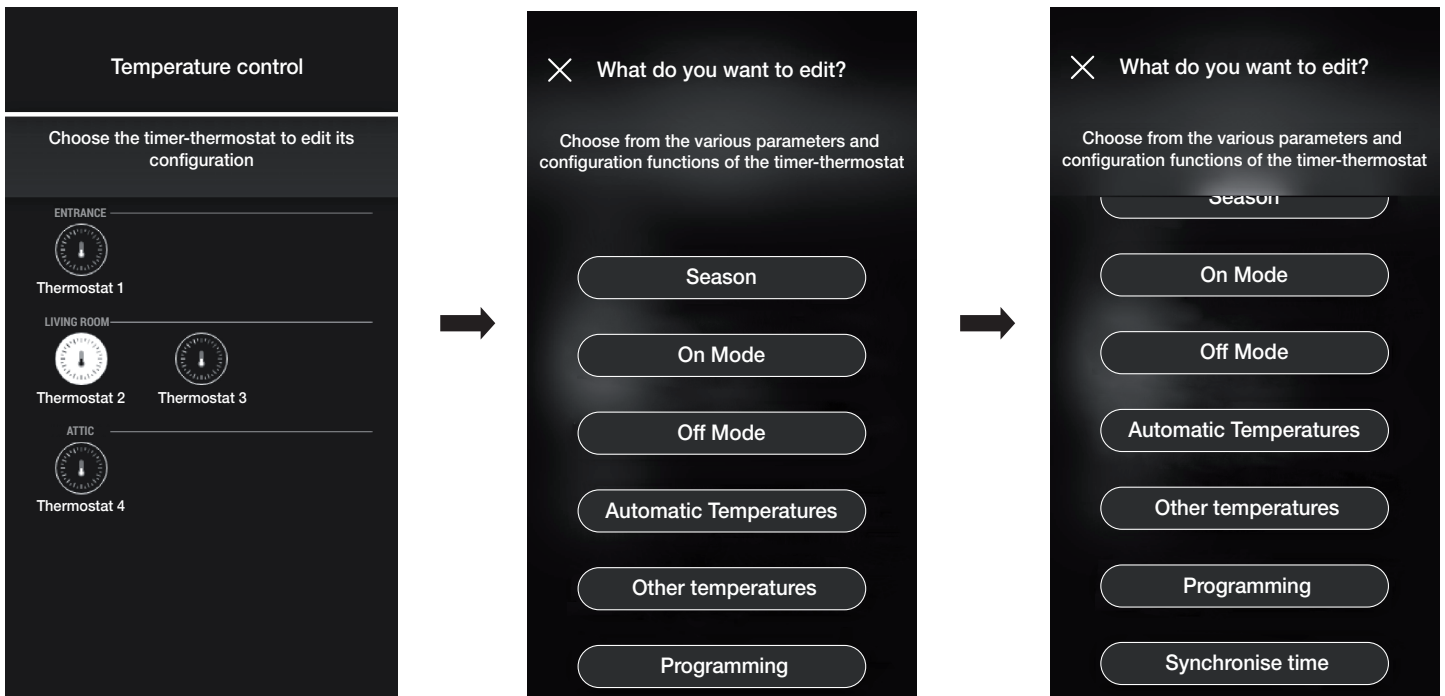 Temperature control
Choose the timer-thermostat to edit its
configuration
ENTRANCE
Thermostat 1
LIVING ROOM
Thermostat 2 Thermostat 3
ATTIC
Thermostat 4
What do you want to edit?
Choose from the various parameters and
configuration functions of the timer-thermostat
Season
On Mode
Off Mode
Automatic Temperatures
Other temperatures
Programming
What do you want to edit?
Choose from the various parameters and
configuration functions of the timer-thermostat
Season
On Mode
Off Mode
Automatic Temperatures
Other temperatures
Programming
Synchronise time